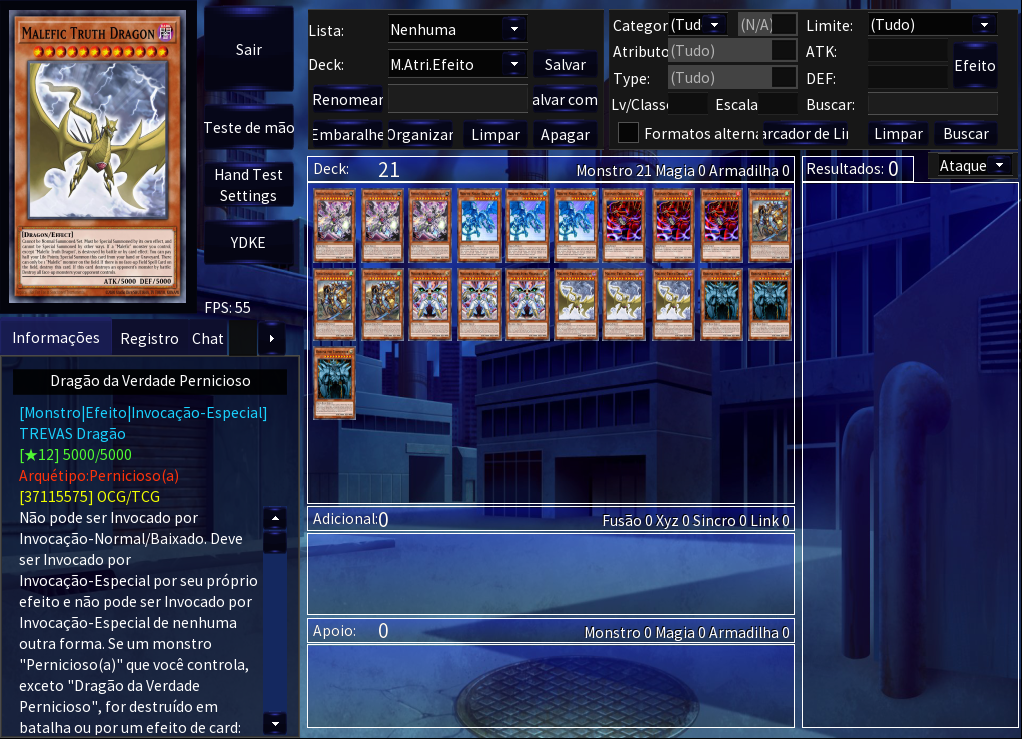 Malefic Truth Dragon
[Dragon/Effect]
ATK/5000 DEF/5000
Sair
Teste de mão
Hand Test
Settings
YDKE
FPS: 55
Lista:
Nenhuma
Deck:
M.Atri.Efeito
Salvar
Renomear
alvar com
Embaralhe
Organizar
Limpar
Apagar
Categor
(Tud
(N/A)
Limite:
(Tudo)
Atributo
(Tudo)
ATK:
Efeito
Type:
(Tudo)
DEF:
Lv/Classe
Escala
Buscar:
Formatos alterna
arcador de Lin
Limpar
Buscar
Deck: 21
Monstro 21 Magia 0 Armadilha 0
Resultados: 0
Ataque
Adicional:0
Fusão 0 Xyz 0 Sincro 0 Link 0
Apoio: 0
Monstro 0 Magia 0 Armadilha 0
Informações
Registro
Chat
Dragão da Verdade Pernicioso
[Monstro|Efeito|Invocação-Especial]
TREVAS Dragão
[★12] 5000/5000
Arquétipo:Pernicioso(a)
[37115575] OCG/TCG
Não pode ser Invocado por
Invocação-Normal/Baixado. Deve
ser Invocado por
Invocação-Especial por seu próprio
efeito e não pode ser Invocado por
Invocação-Especial de nenhuma
outra forma. Se um monstro
"Pernicioso(a)" que você controla,
exceto "Dragão da Verdade
Pernicioso", for destruído em
batalha ou por um efeito de card: